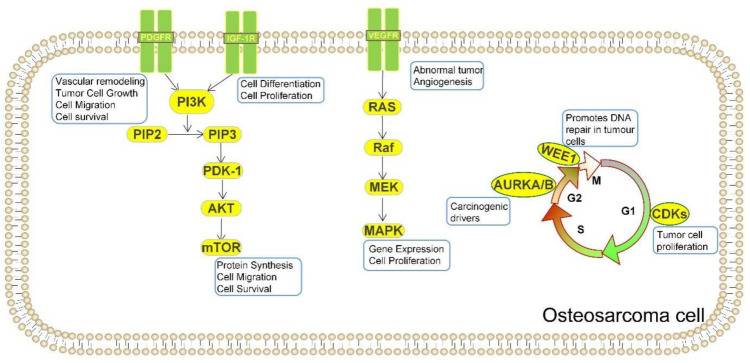 PDGFR
IGF-1R
VEGFR
Vascular remodeling
Tumor Cell Growth
Cell Migration
Cell survival
Cell Differentiation
Cell Proliferation
Abnormal tumor
Angiogenesis
PI3K
PIP2
PIP3
PDK-1
AKT
mTOR
Protein Synthesis
Cell Migration
Cell Survival
RAS
Raf
MEK
MAPK
Gene Expression
Cell Proliferation
Promotes DNA
repair in tumour
cells
WEE1
AURKA/B
Carcinogenic
drivers
M
G2
G1
S
CDKs
Tumor cell
proliferation
Osteosarcoma cell